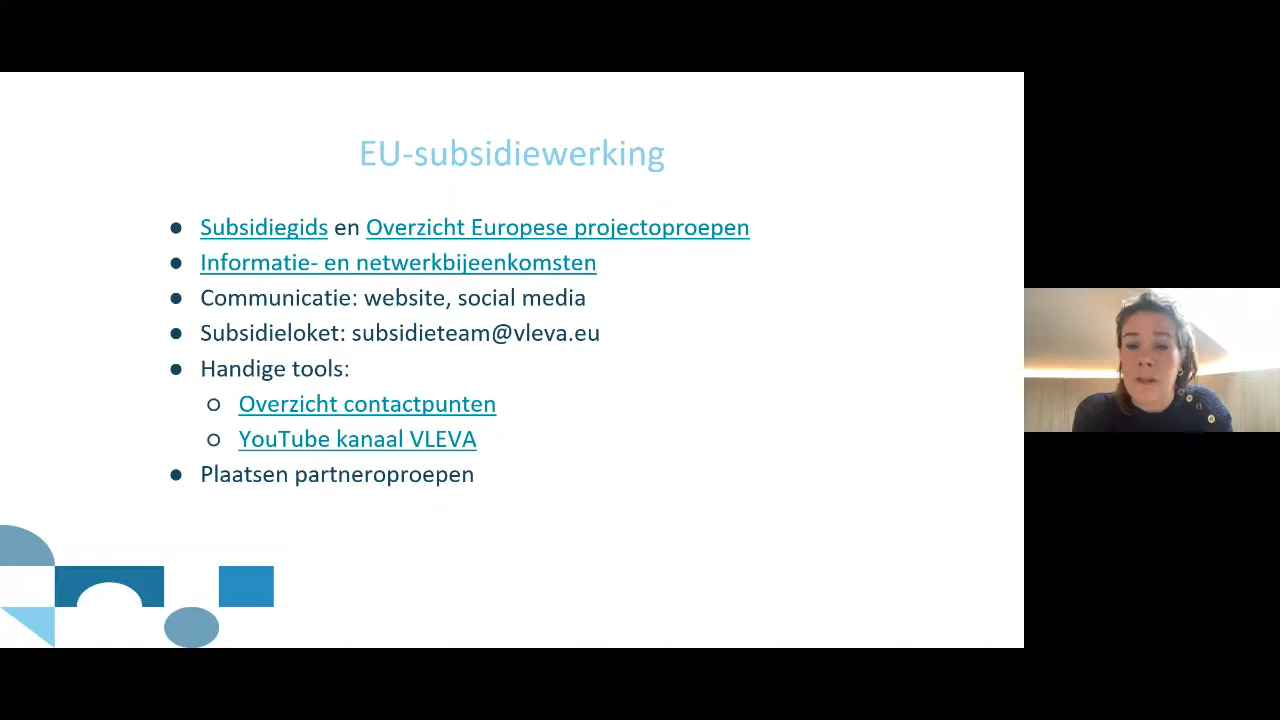 EU-subsidiewerking
● Subsidiegids en Overzicht Europese projectoproepen
● Informatie- en netwerkbijeenkomsten
● Communicatie: website, social media
● Subsidieloket: subsidieteam@vleva.eu
● Handige tools:
○ Overzicht contactpunten
○ YouTube kanaal VLEVA
● Plaatsen partneroproepen